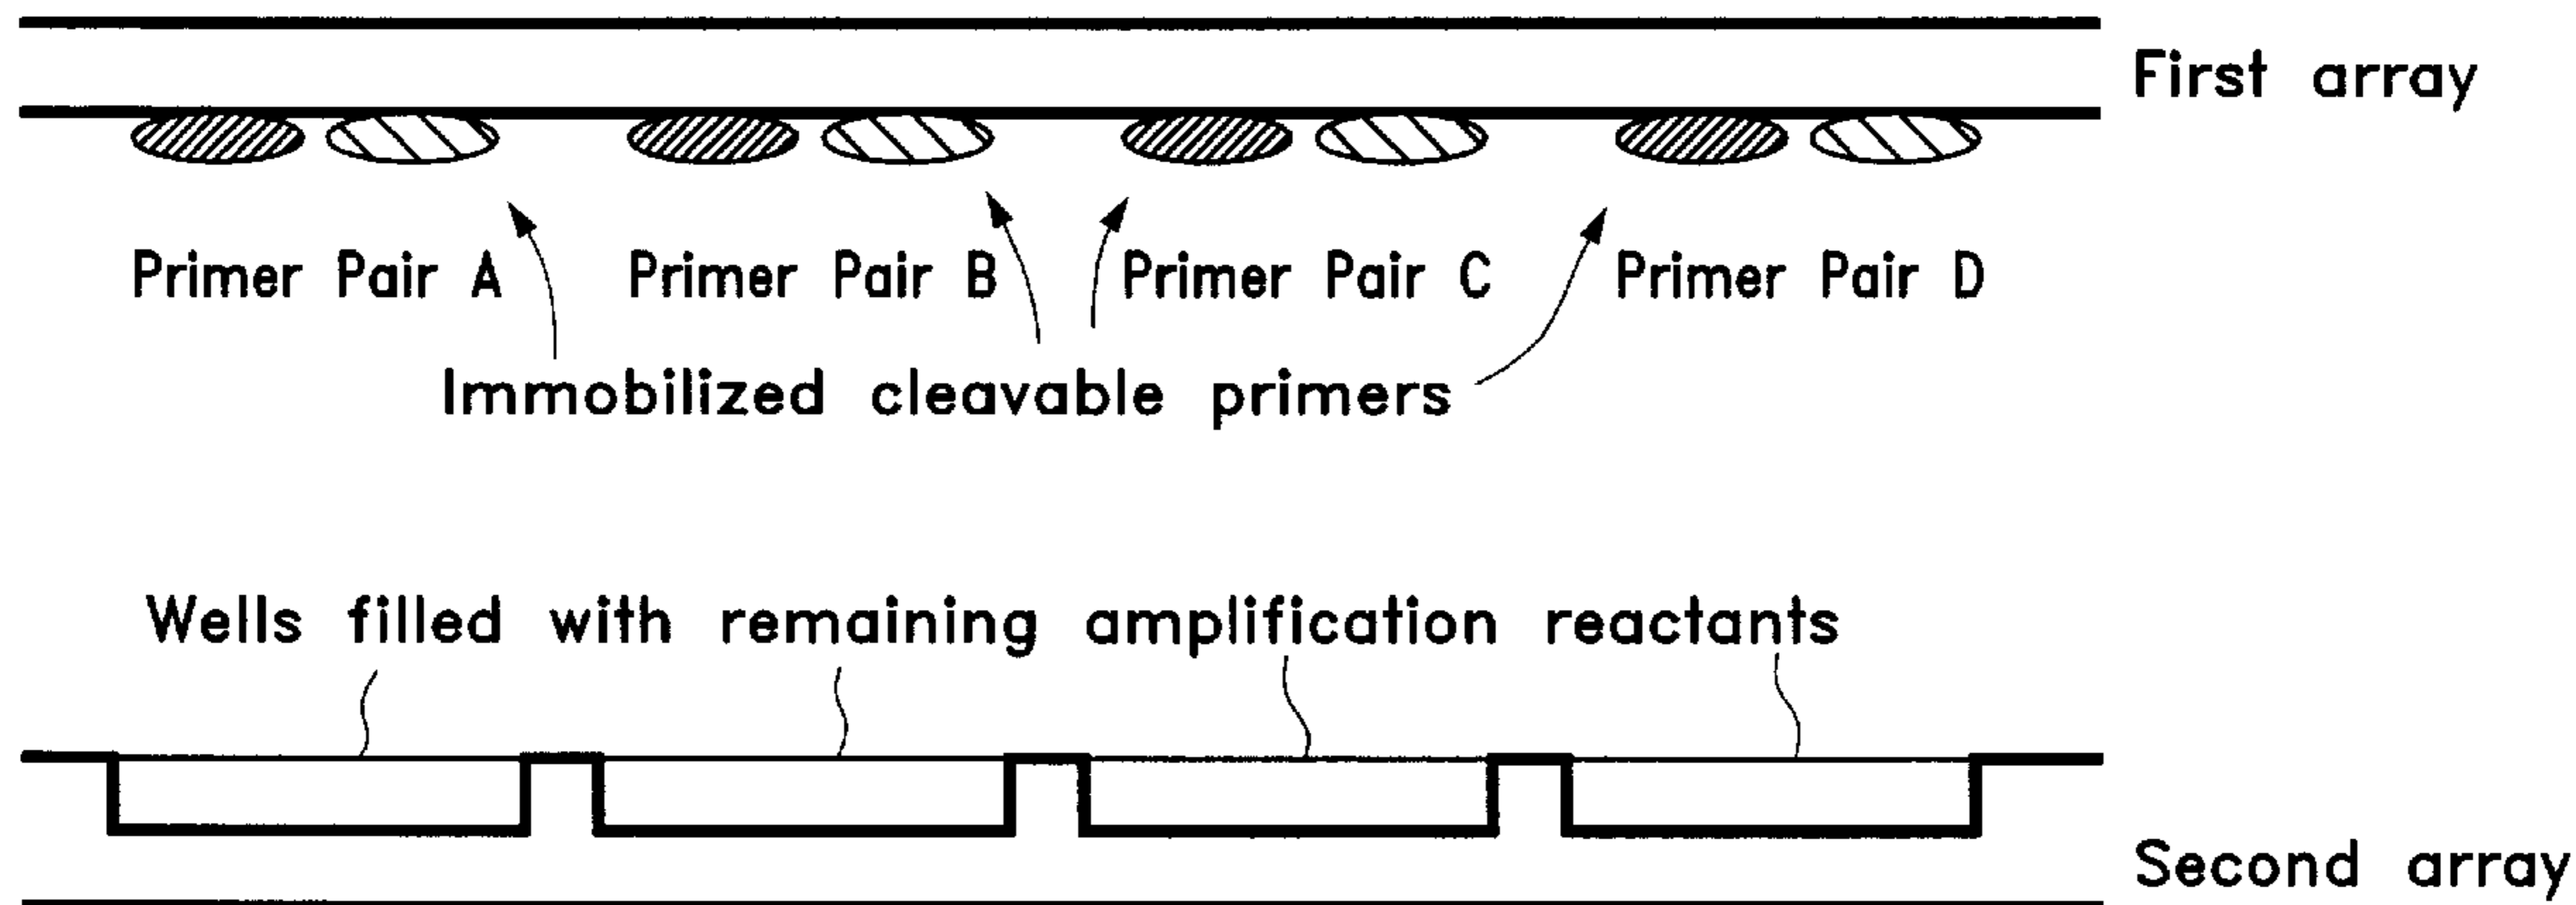 First array
Primer Pair A Primer Pair B Primer Pair C Primer Pair D
Immobilized cleavable primers
Wells filled with remaining amplification reactants
Second array